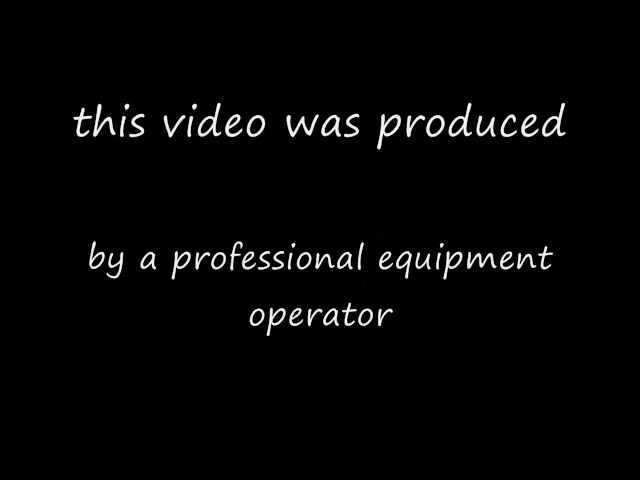 this video was produced
by a professional equipment
operator